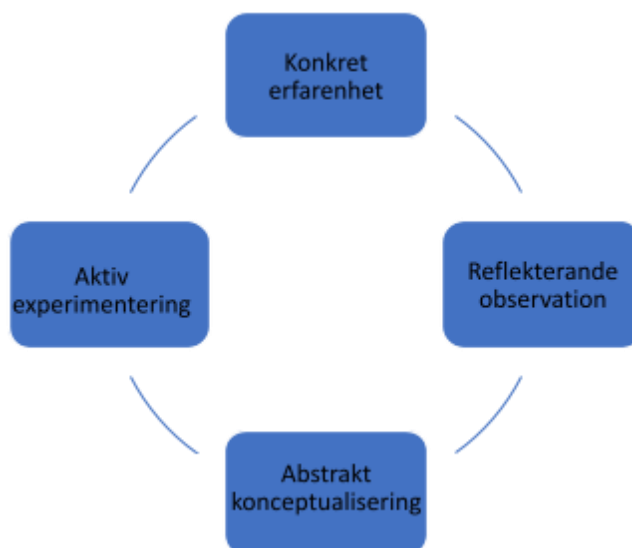 Konkret
erfarenhet
Reflekterande
observation
Abstrakt
konceptualisering
Aktiv
experimentering